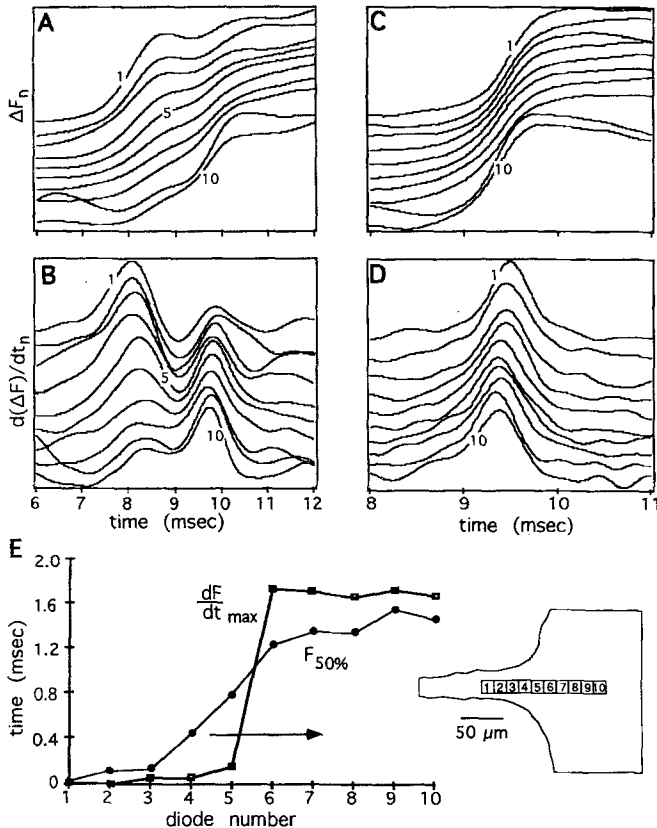 A
ΔFn
1
5
10
C
1
10
B
d(ΔF)/dtn
1
5
10
6 7 8 9 10 11 12
time (msec)
D
1
10
8 9 10 11
time (msec)
E
time (msec)
2.0
1.6
1.2
0.8
0.4
0
dF
dt max
F50%
1 2 3 4 5 6 7 8 9 10
diode number
1 2 3 4 5 6 7 8 9 10
50 μm